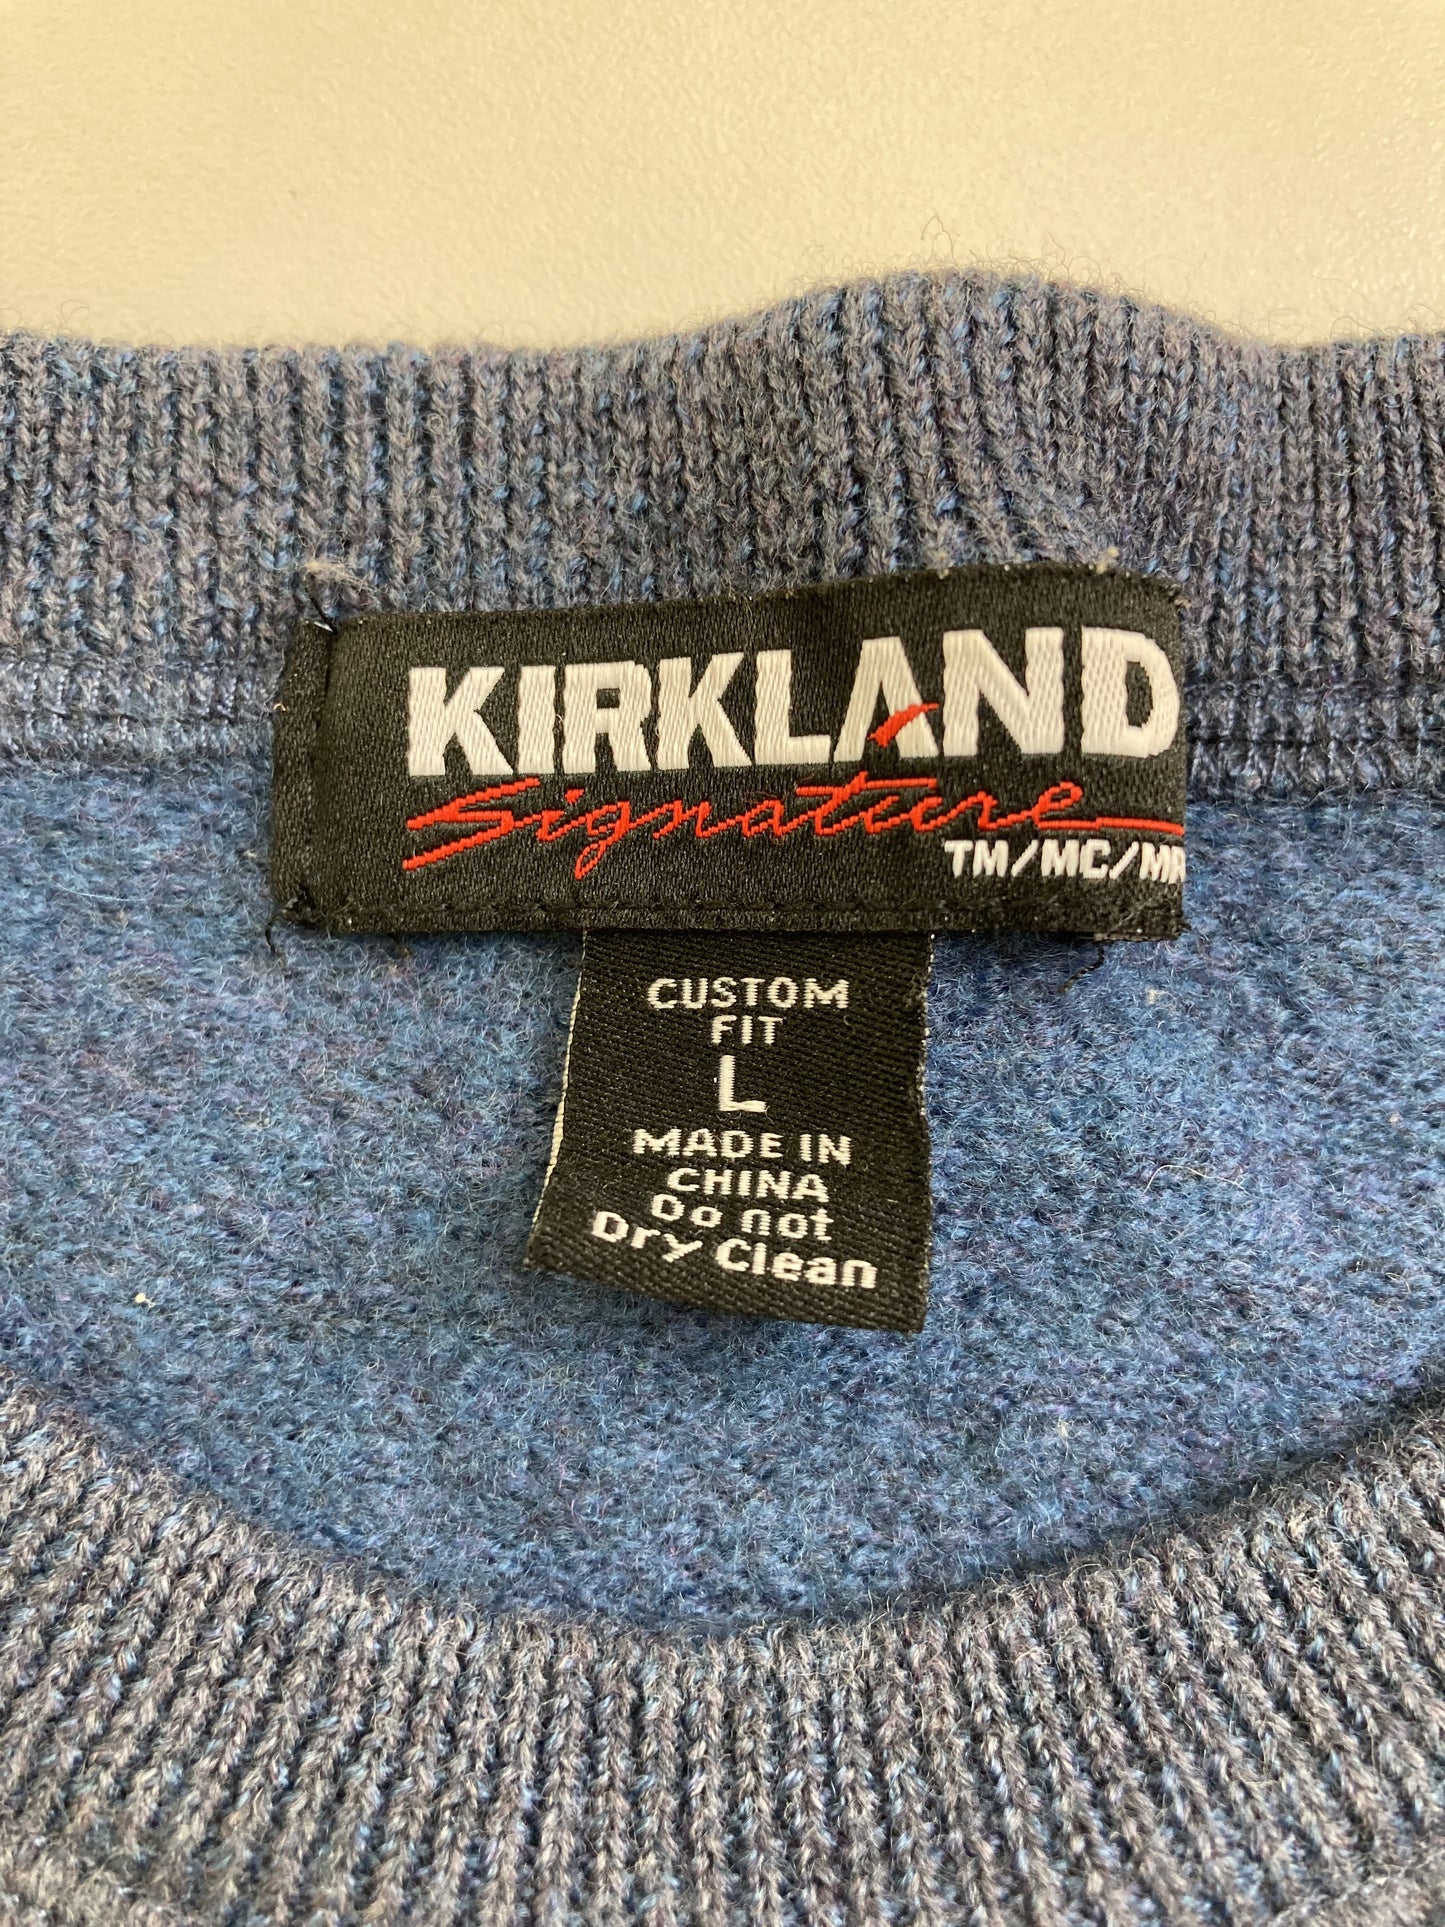 KIRKLAND
Signature
TM/MC/MR
CUSTOM
FIT
L
MADE IN
CHINA
Do not
Dry Clean